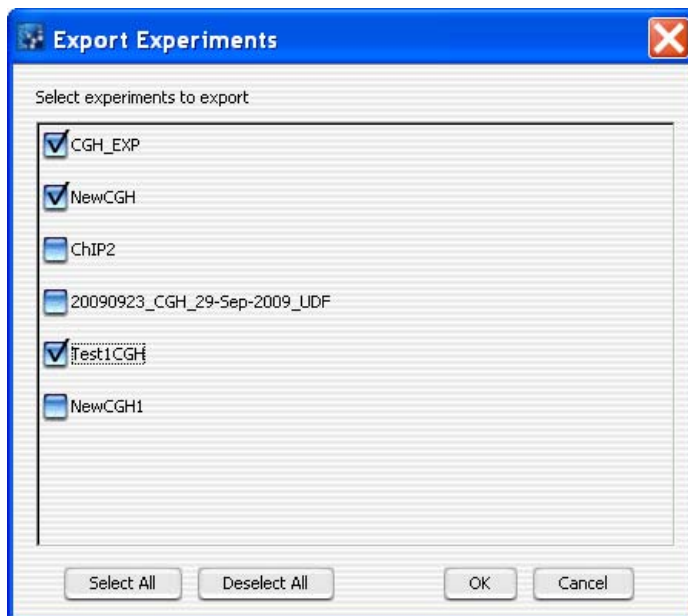 Export Experiments
Select experiments to export
CGH_EXP
NewCGH
ChIP2
20090923_CGH_29-Sep-2009_UDF
Test1CGH
NewCGH1
Select All Deselect All OK Cancel